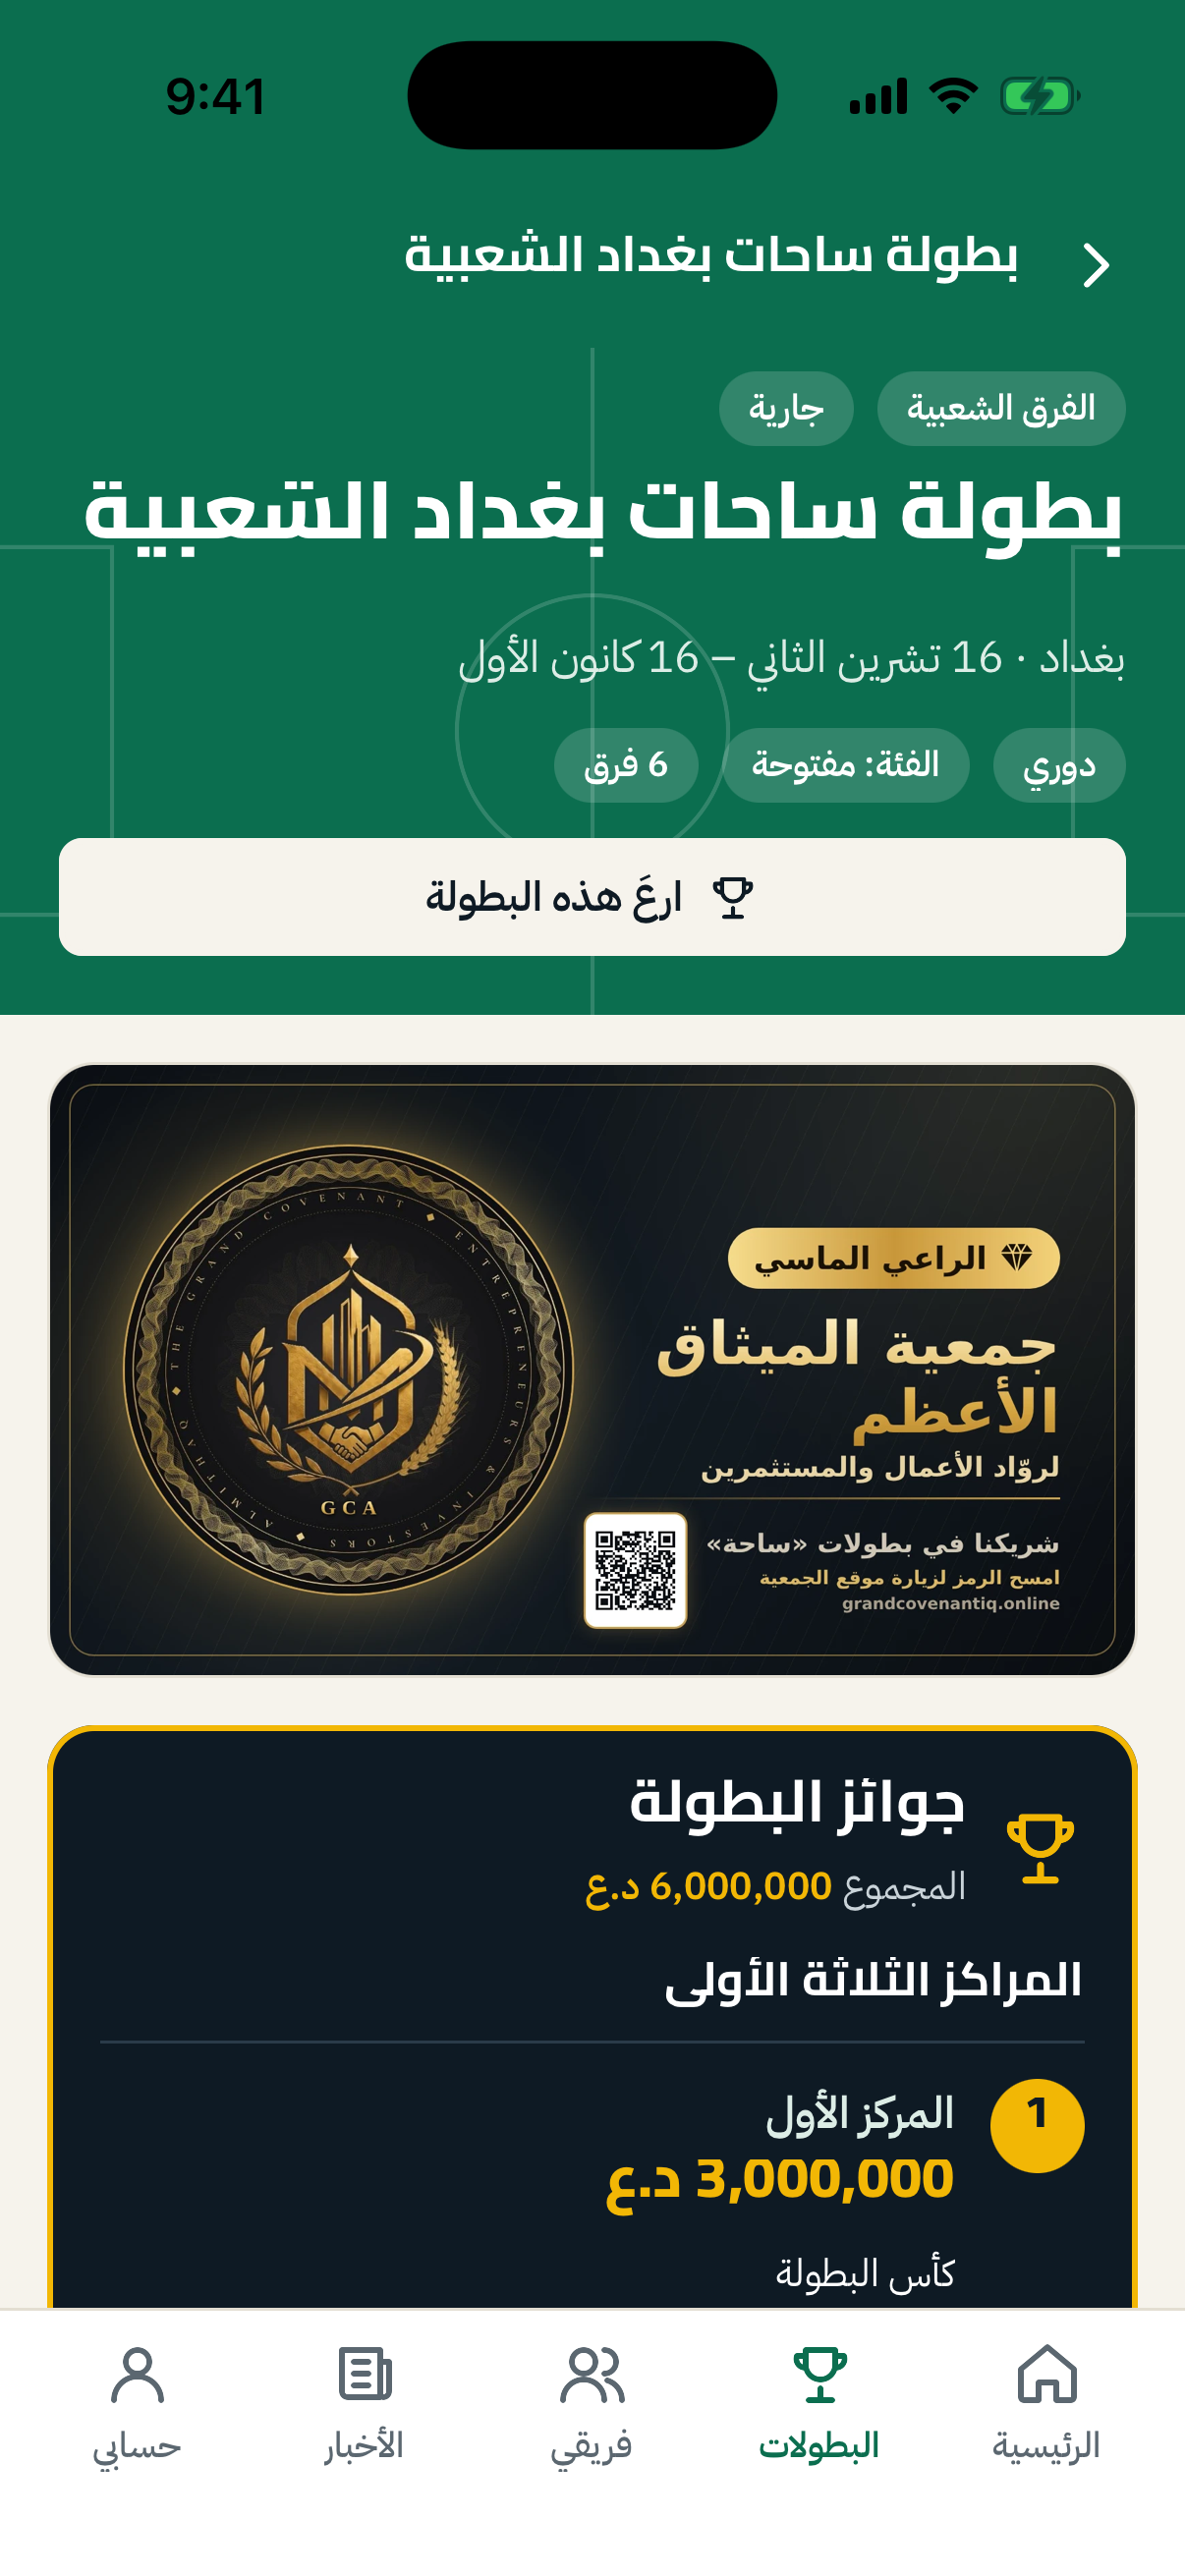 9:41
بطولة ساحات بغداد الشعبية
الفرق الشعبية
جارية
بطولة ساحات بغداد الشعبية
بغداد · 16 تشرين الثاني – 16 كانون الأول
دوري
الفئة: مفتوحة
6 فرق
ارعَ هذه البطولة
الراعي الماسي
جمعية الميثاق
الأعظم
لروّاد الأعمال والمستثمرين
شريكنا في بطولات «ساحة»
امسح الرمز لزيارة موقع الجمعية
grandcovenantiq.online
THE GRAND COVENANT ◆ ENTREPRENEURS & INVESTORS ◆ ALMITHAQ ◆
GCA
جوائز البطولة
المجموع 6,000,000 د.ع
المراكز الثلاثة الأولى
1
المركز الأول
3,000,000 د.ع
كأس البطولة
الرئيسية
البطولات
فريقي
الأخبار
حسابي